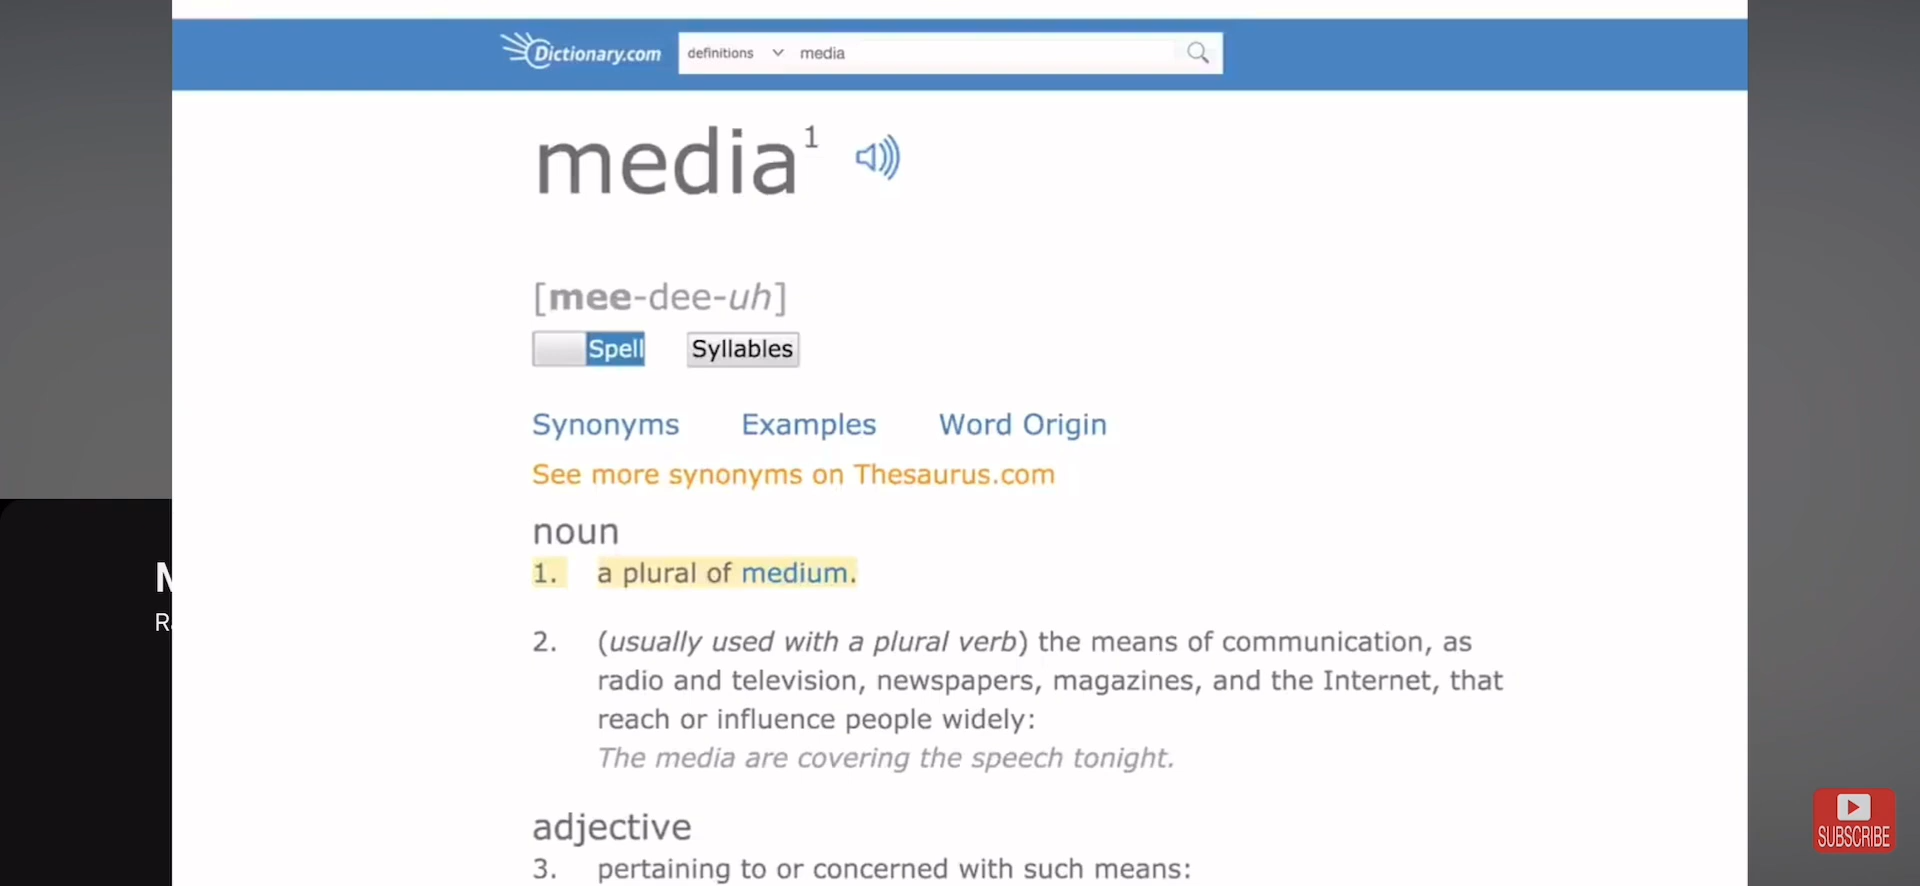 Dictionary.com definitions media
media¹
[mee-dee-uh]
Spell Syllables
Synonyms Examples Word Origin
See more synonyms on Thesaurus.com
noun
1. a plural of medium.
2. (usually used with a plural verb) the means of communication, as
radio and television, newspapers, magazines, and the Internet, that
reach or influence people widely:
The media are covering the speech tonight.
adjective
3. pertaining to or concerned with such means:
SUBSCRIBE